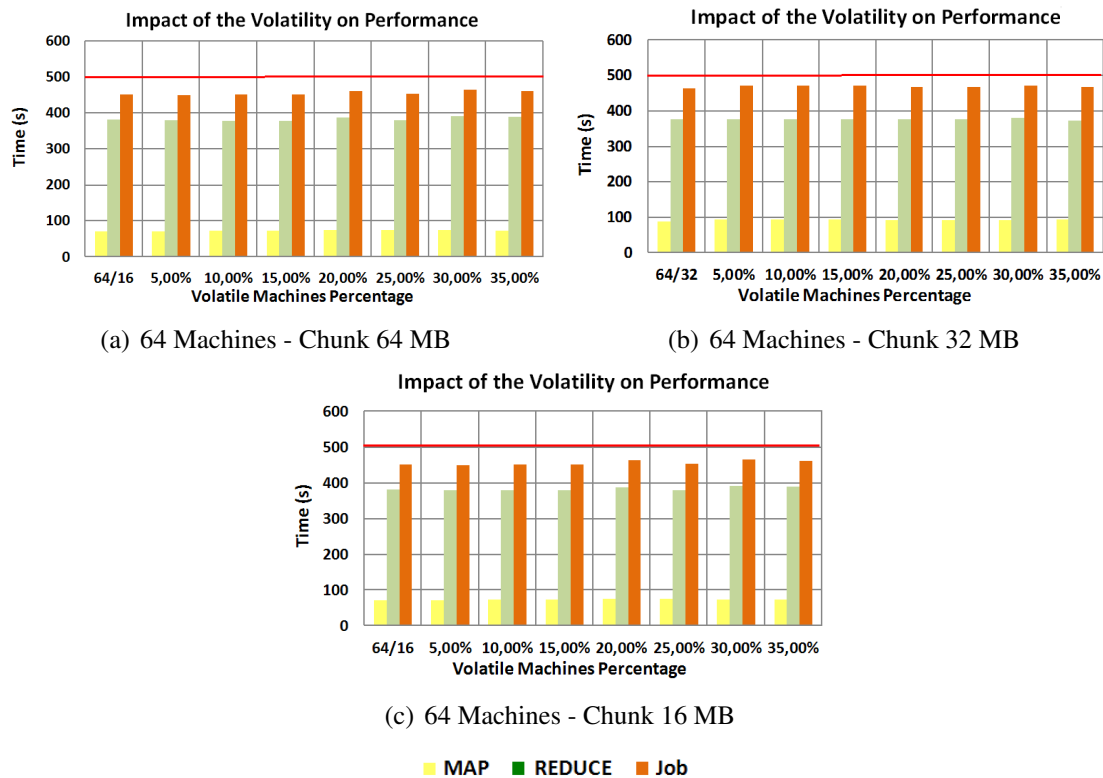 Impact of the Volatility on Performance
600
500
400
300
200
100
0
Time (s)
64/16 5,00% 10,00% 15,00% 20,00% 25,00% 30,00% 35,00%
Volatile Machines Percentage
(a) 64 Machines - Chunk 64 MB
Impact of the Volatility on Performance
600
500
400
300
200
100
0
Time (s)
64/32 5,00% 10,00% 15,00% 20,00% 25,00% 30,00% 35,00%
Volatile Machines Percentage
(b) 64 Machines - Chunk 32 MB
Impact of the Volatility on Performance
600
500
400
300
200
100
0
Time (s)
64/16 5,00% 10,00% 15,00% 20,00% 25,00% 30,00% 35,00%
Volatile Machines Percentage
(c) 64 Machines - Chunk 16 MB
MAP REDUCE Job